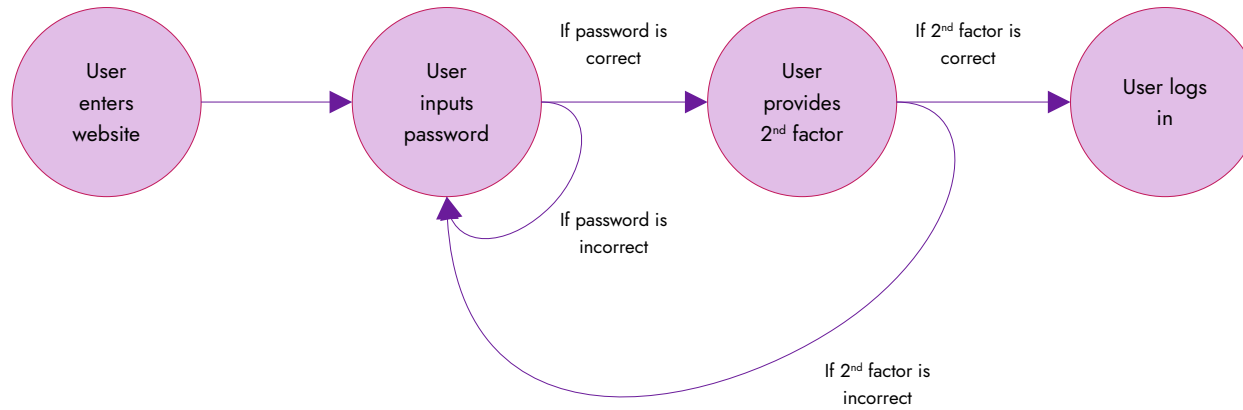 User
enters
website
User
inputs
password
If password is
correct
If password is
incorrect
User
provides
2ⁿᵈ factor
If 2ⁿᵈ factor is
correct
If 2ⁿᵈ factor is
incorrect
User logs
in